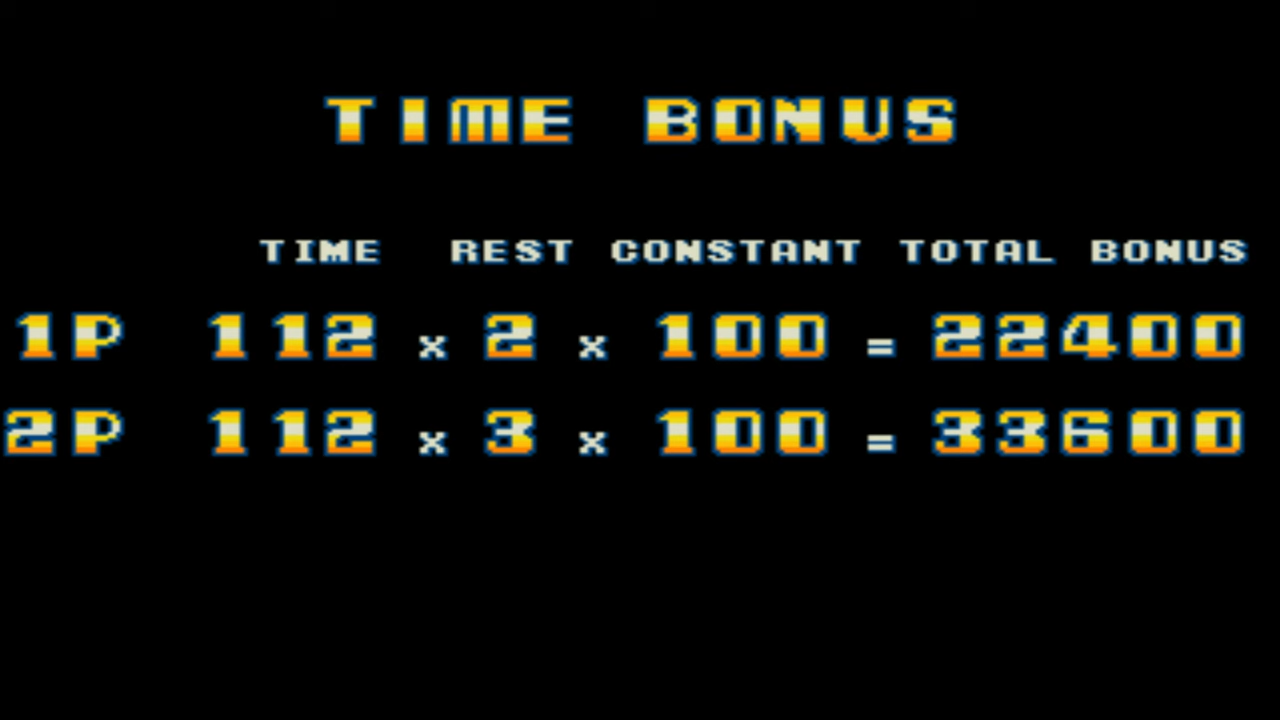 TIME BONUS
TIME REST CONSTANT TOTAL BONUS
1P 112 x 2 x 100 = 22400
2P 112 x 3 x 100 = 33600